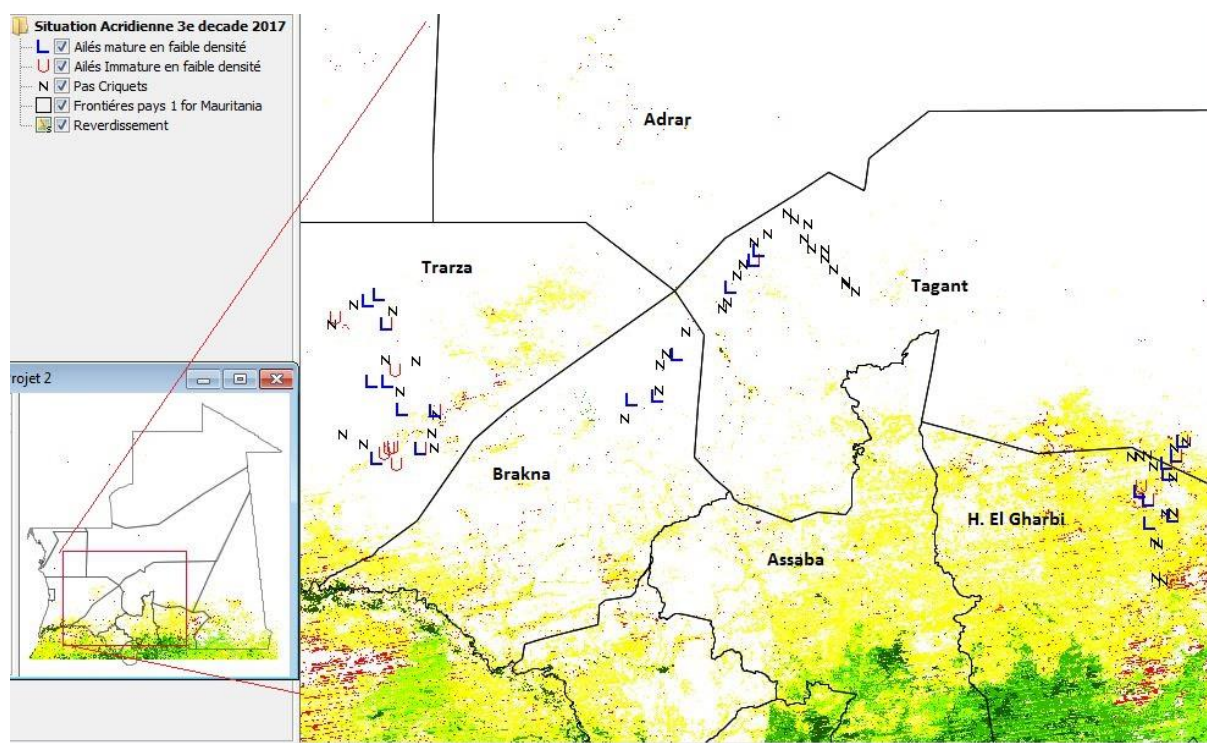 Situation Acridienne 3e decade 2017
L Ailés mature en faible densité
U Ailés Immature en faible densité
N Pas Criquets
Frontiéres pays 1 for Mauritania
Reverdissement
rojet 2
Adrar
Trarza
Tagant
Brakna
H. El Gharbi
Assaba